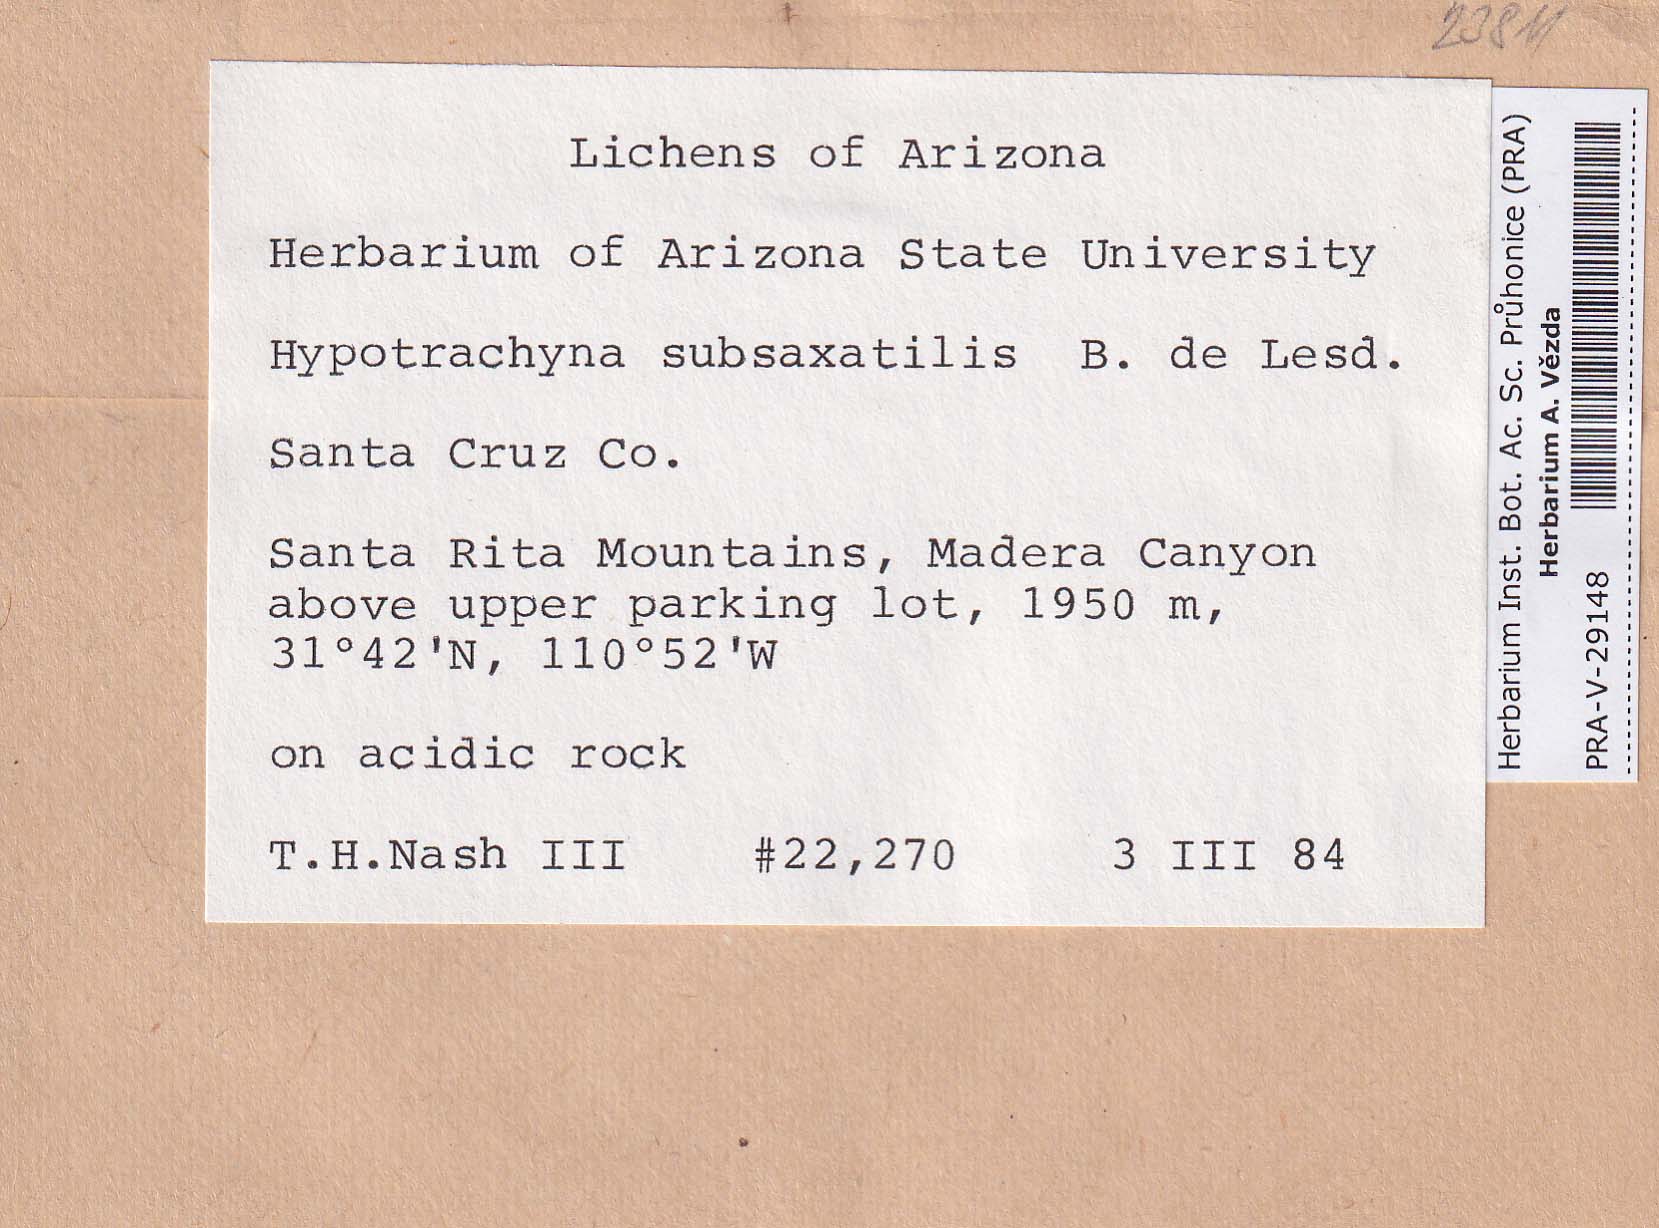 23811
Lichens of Arizona
Herbarium of Arizona State University
Hypotrachyna subsaxatilis B. de Lesd.
Santa Cruz Co.
Santa Rita Mountains, Madera Canyon
above upper parking lot, 1950 m,
31°42'N, 110°52'W
on acidic rock
T.H.Nash III #22,270 3 III 84
Herbarium Inst. Bot. Ac. Sc. Průhonice (PRA)
Herbarium A. Vězda
PRA-V-29148